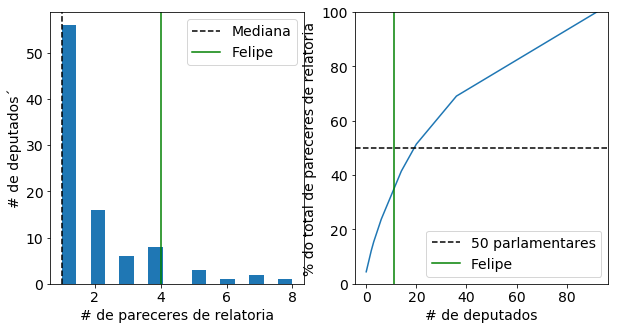 # de deputados´
50
40
30
20
10
0
2
4
6
8
# de pareceres de relatoria
Mediana
Felipe
% do total de pareceres de relatoria
100
80
60
40
20
0
0
20
40
60
80
# de deputados
50 parlamentares
Felipe